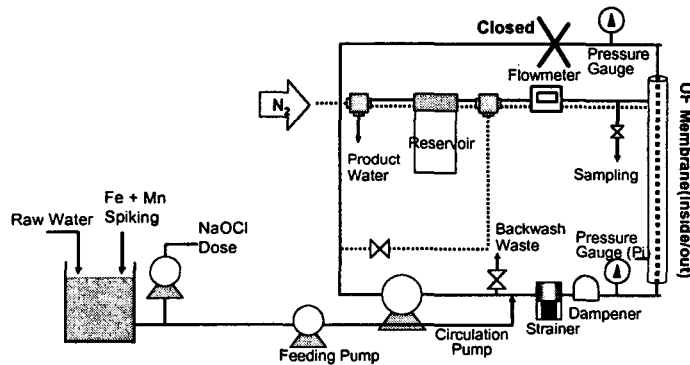 Closed
Pressure
Gauge
Flowmeter
N2
Reservoir
Product
Water
Sampling
UF Membrane(inside/out)
Fe + Mn
Spiking
Raw Water
NaOCl
Dose
Backwash
Waste
Pressure
Gauge (Pi)
Dampener
Strainer
Circulation
Pump
Feeding Pump